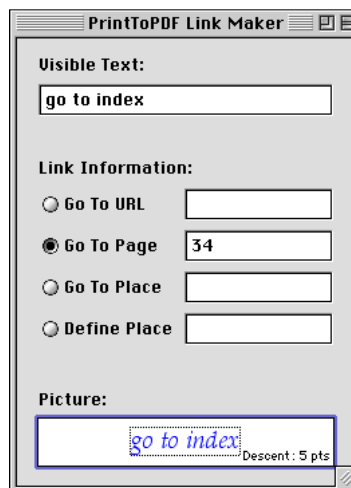 PrintToPDF Link Maker
Visible Text:
go to index
Link Information:
Go To URL
Go To Page 34
Go To Place
Define Place
Picture:
go to index
Descent: 5 pts